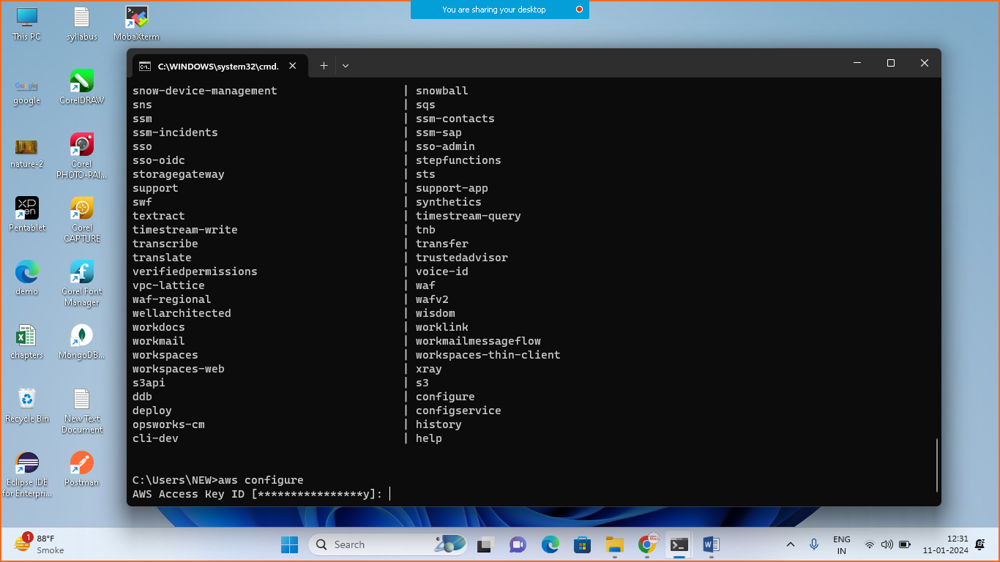 You are sharing your desktop
This PC
syllabus
MobaXterm
google
CorelDRAW
nature-2
Corel
PHOTO-PAI...
Pentablet
Corel
CAPTURE
demo
Corel Font
Manager
chapters
MongoDB...
Recycle Bin
New Text
Document
Eclipse IDE
for Enterpri...
Postman
C:\WINDOWS\system32\cmd.
snow-device-management | snowball
sns | sqs
ssm | ssm-contacts
ssm-incidents | ssm-sap
sso | sso-admin
sso-oidc | stepfunctions
storagegateway | sts
support | support-app
swf | synthetics
textract | timestream-query
timestream-write | tnb
transcribe | transfer
translate | trustedadvisor
verifiedpermissions | voice-id
vpc-lattice | waf
waf-regional | wafv2
wellarchitected | wisdom
workdocs | worklink
workmail | workmailmessageflow
workspaces | workspaces-thin-client
workspaces-web | xray
s3api | s3
ddb | configure
deploy | configservice
opsworks-cm | history
cli-dev | help
C:\Users\NEW>aws configure
AWS Access Key ID [****************y]:
1
88°F
Smoke
Search
ENG
IN
12:31
11-01-2024